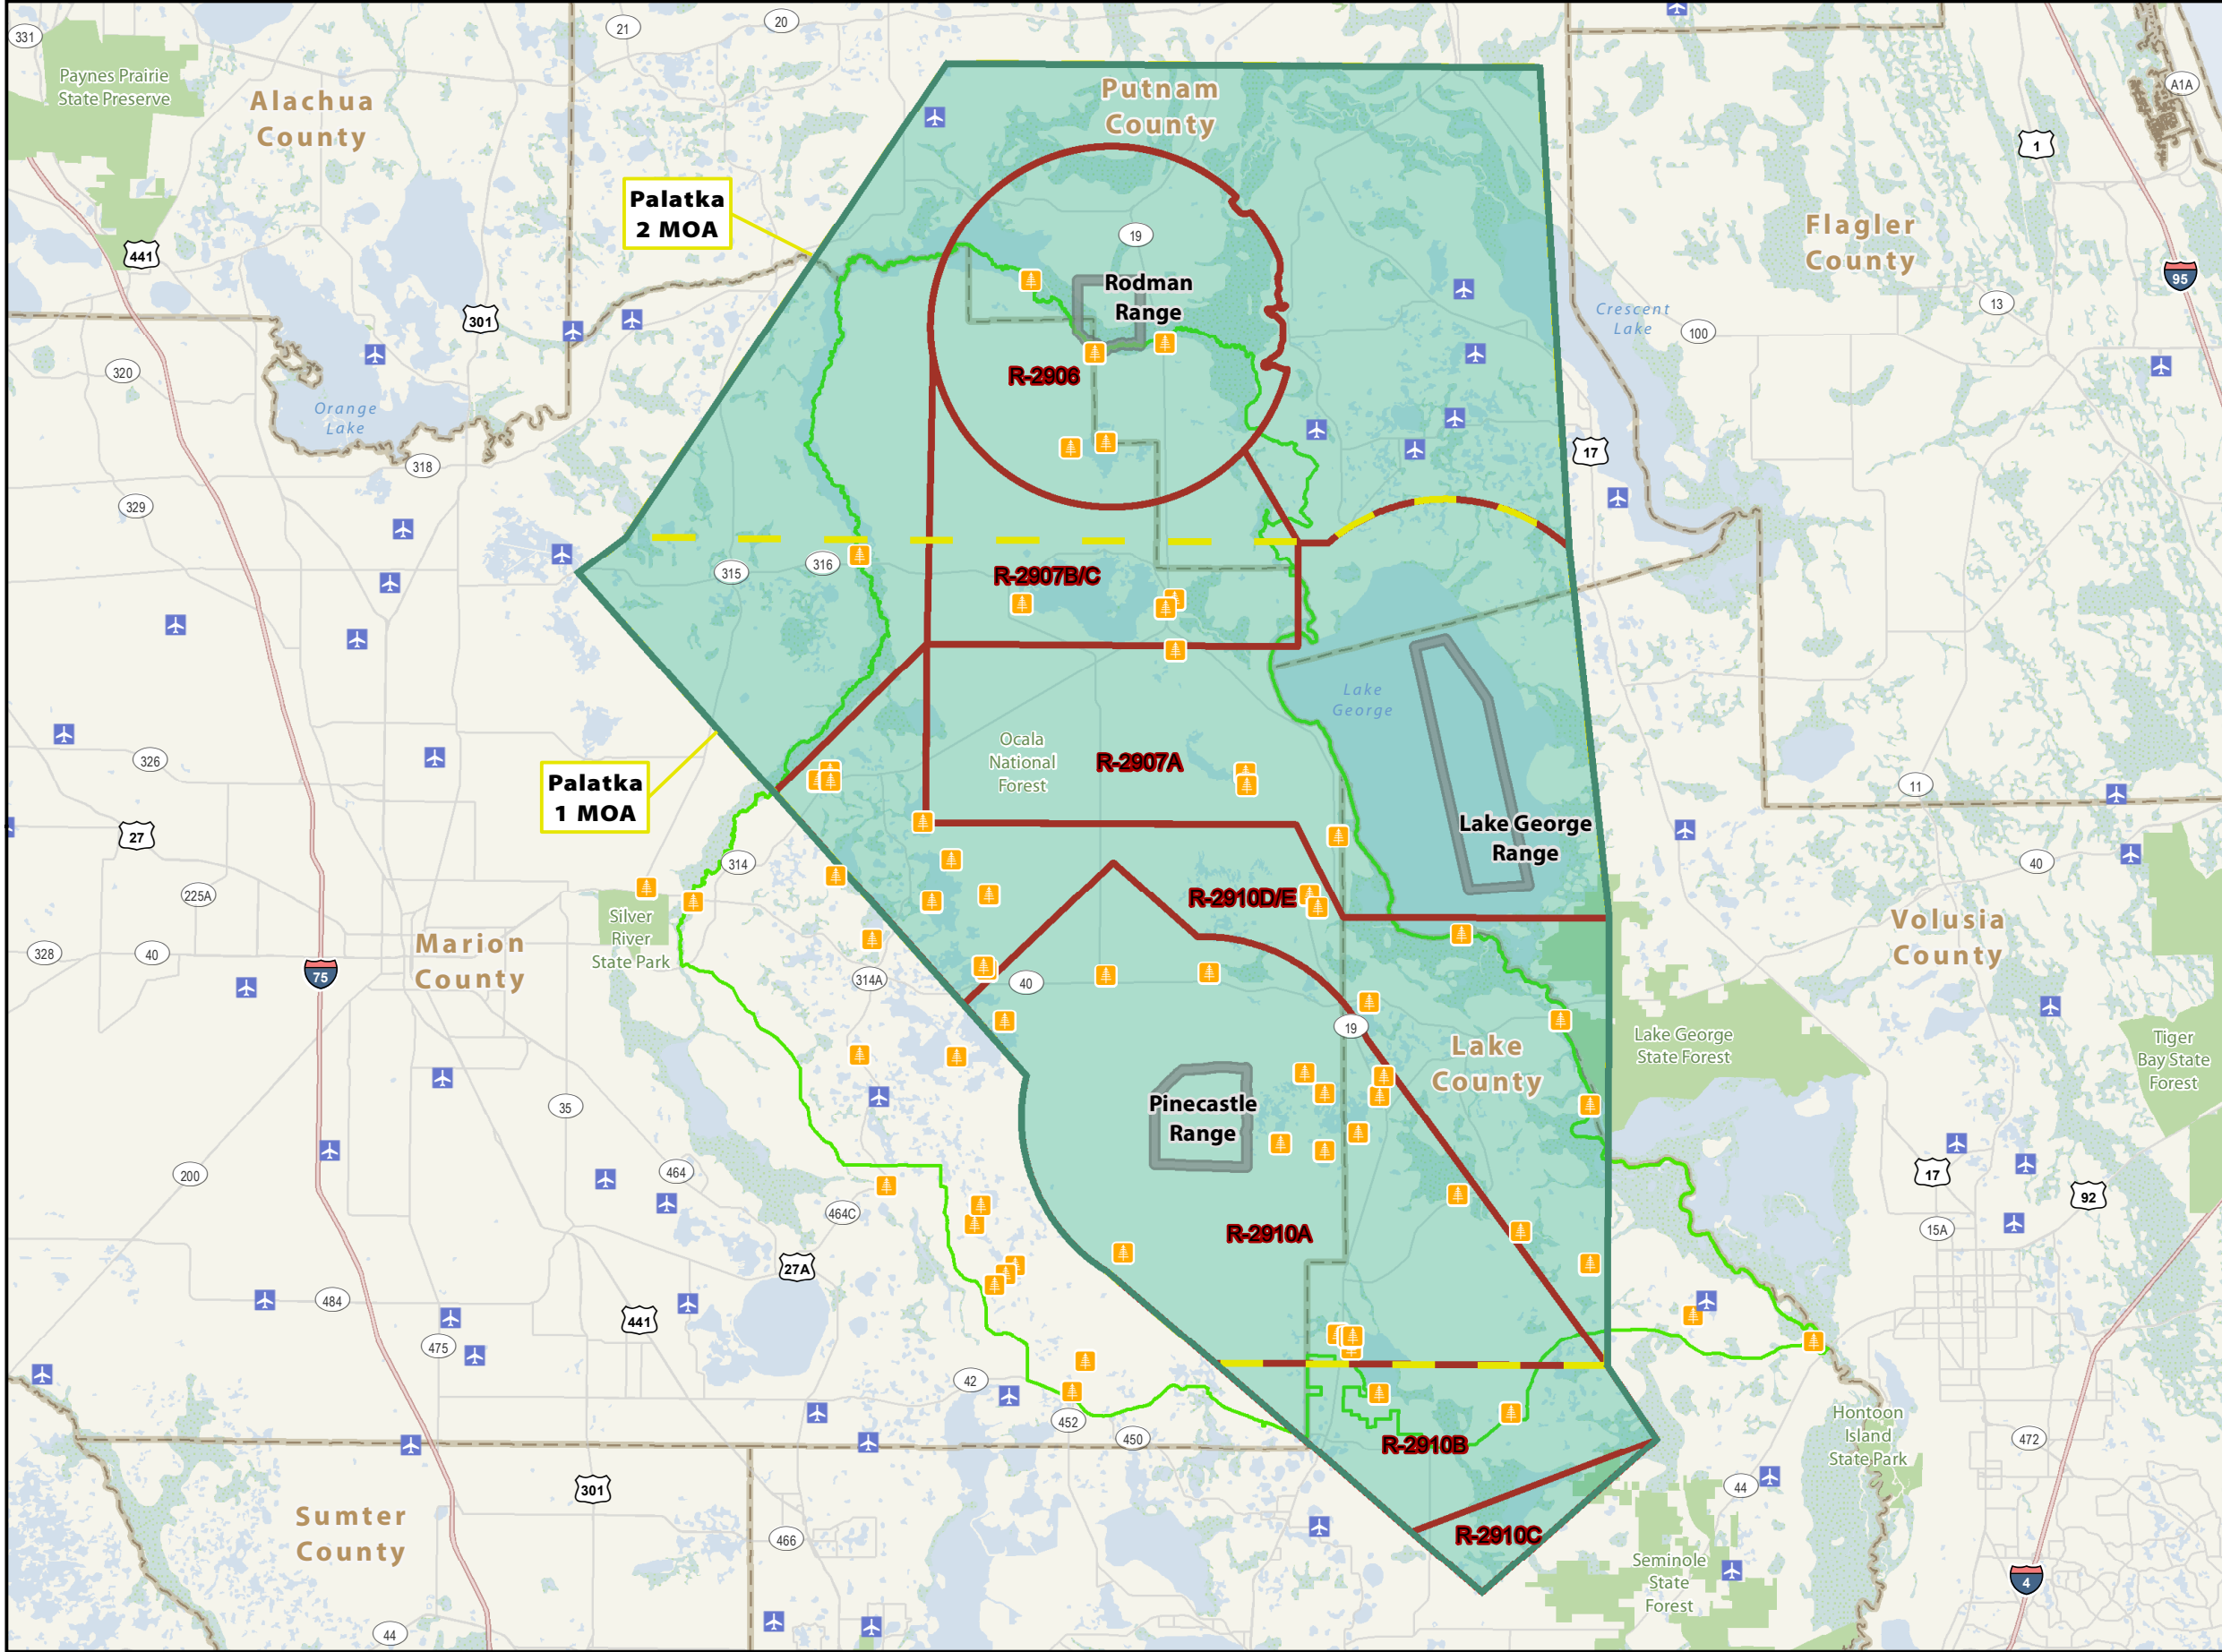 331
21
20
Paynes Prairie
State Preserve
Alachua
County
Putnam
County
A1A
1
Palatka
2 MOA
Flagler
County
441
19
95
301
Rodman
Range
13
Crescent
Lake
100
320
R-2906
Orange
Lake
318
17
329
315
316
R-2907B/C
Lake
George
Ocala
National
Forest
R-2907A
326
Palatka
1 MOA
11
27
Lake George
Range
314
40
225A
R-2910D/E
Silver
River
State Park
Marion
County
Volusia
County
328
40
75
314A
40
19
Lake
County
Lake George
State Forest
Tiger
Bay State
Forest
35
Pinecastle
Range
200
464
17
92
464C
15A
R-2910A
27A
484
441
475
42
452
450
Hontoon
Island
State Park
472
R-2910B
301
44
Sumter
County
466
R-2910C
Seminole
State
Forest
4
44